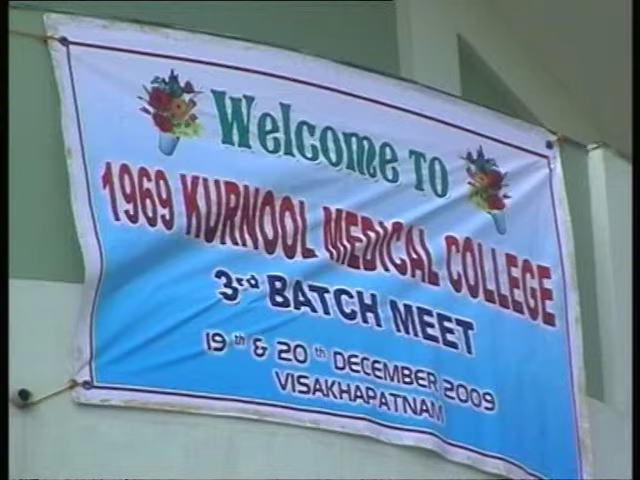 Welcome TO
1969 KURNOOL MEDICAL COLLEGE
3rd BATCH MEET
19th & 20th DECEMBER 2009
VISAKHAPATNAM